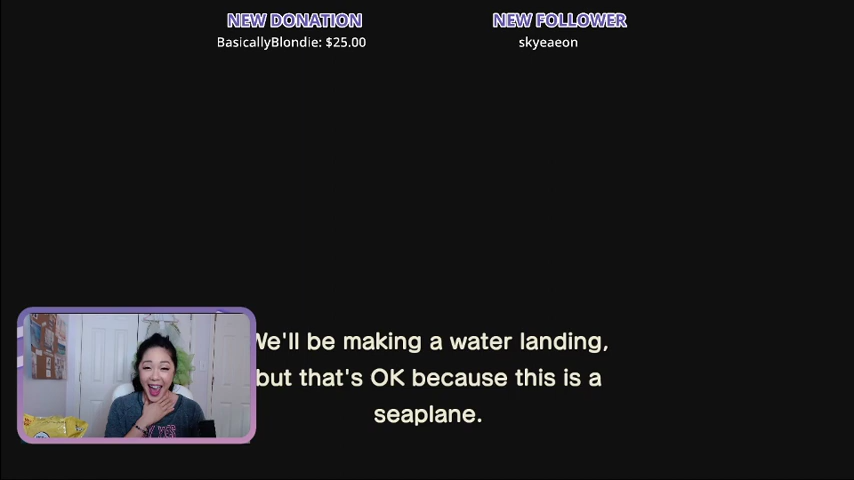 NEW DONATION
BasicallyBlondie: $25.00
NEW FOLLOWER
skyeaeon
We'll be making a water landing,
but that's OK because this is a
seaplane.